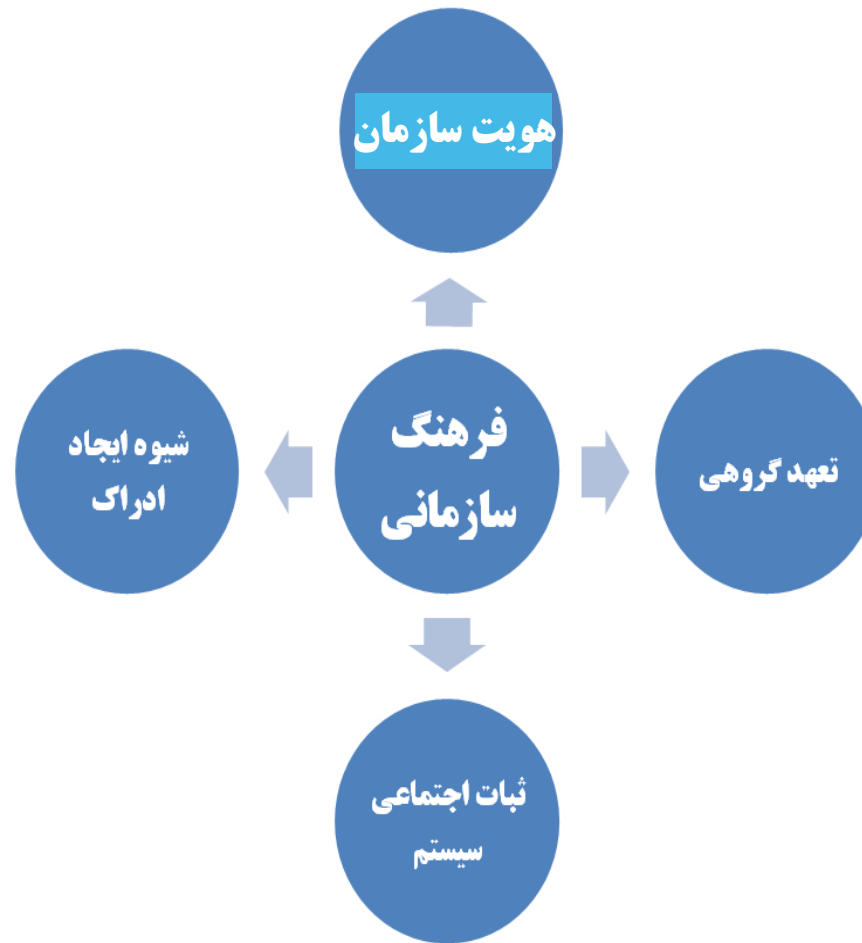 هویت سازمان
شیوه ایجاد
ادراک
فرهنگ
سازمانی
تعهد گروهی
ثبات اجتماعی
سیستم